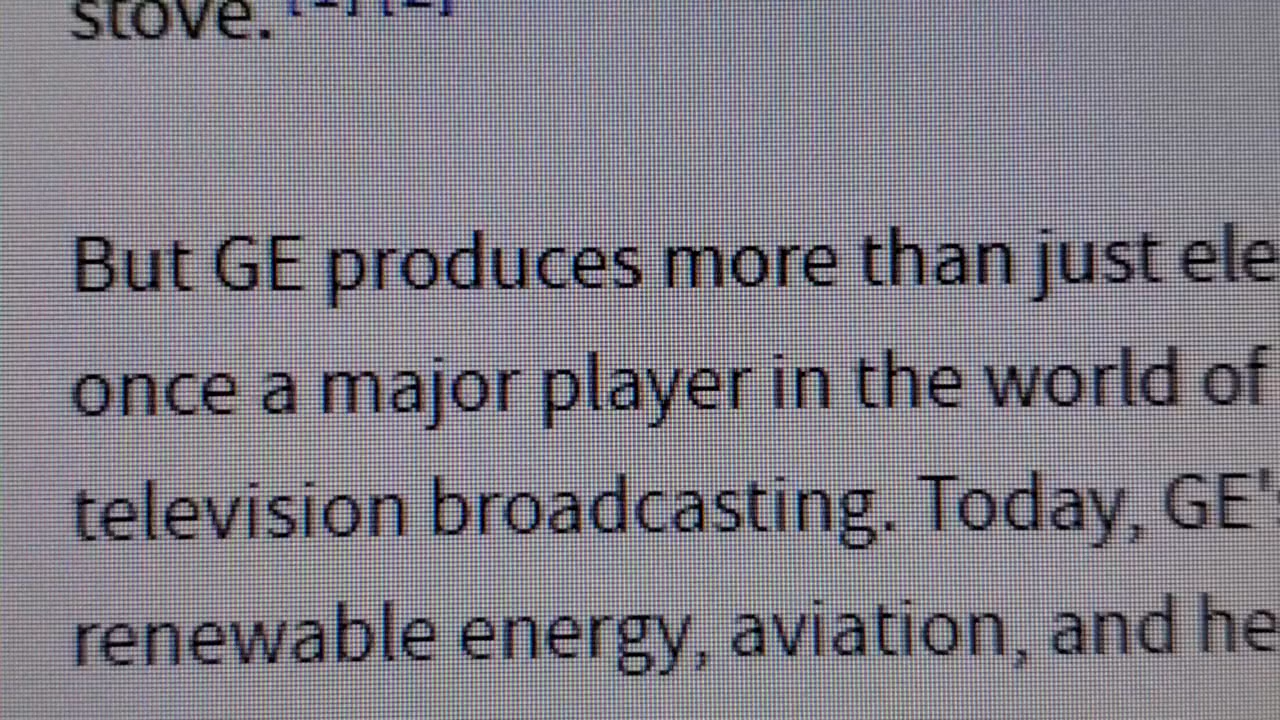 stove.
But GE produces more than just ele
once a major player in the world of
television broadcasting. Today, GE'
renewable energy, aviation, and he